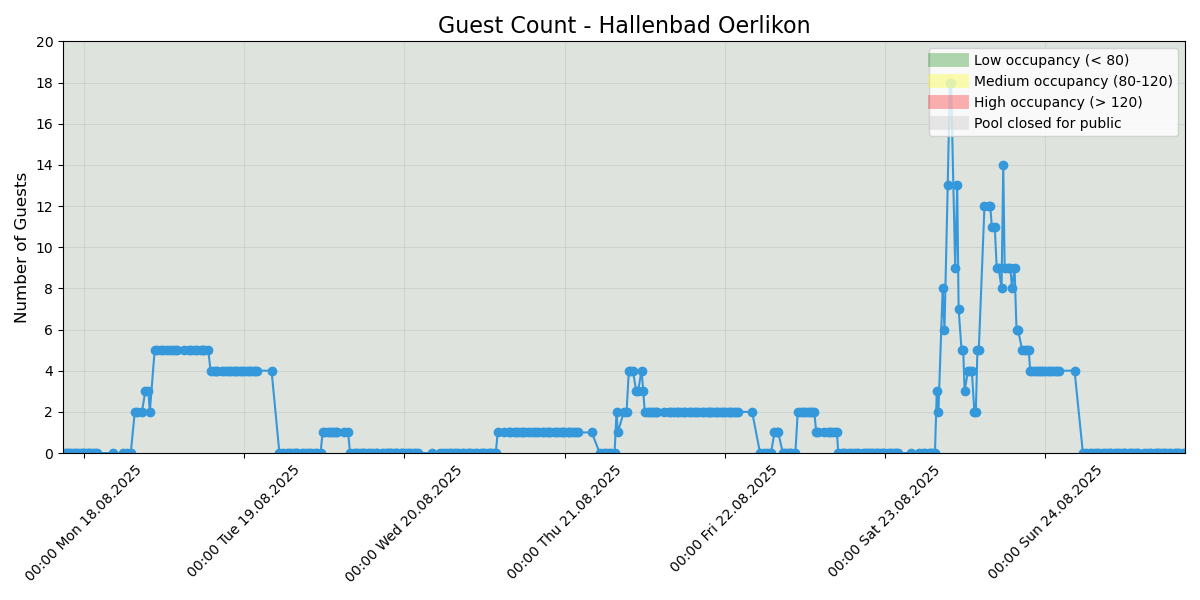 Guest Count - Hallenbad Oerlikon
Number of Guests
20
18
16
14
12
10
8
6
4
2
0
Low occupancy (< 80)
Medium occupancy (80-120)
High occupancy (> 120)
Pool closed for public
00:00 Mon 18.08.2025
00:00 Tue 19.08.2025
00:00 Wed 20.08.2025
00:00 Thu 21.08.2025
00:00 Fri 22.08.2025
00:00 Sat 23.08.2025
00:00 Sun 24.08.2025